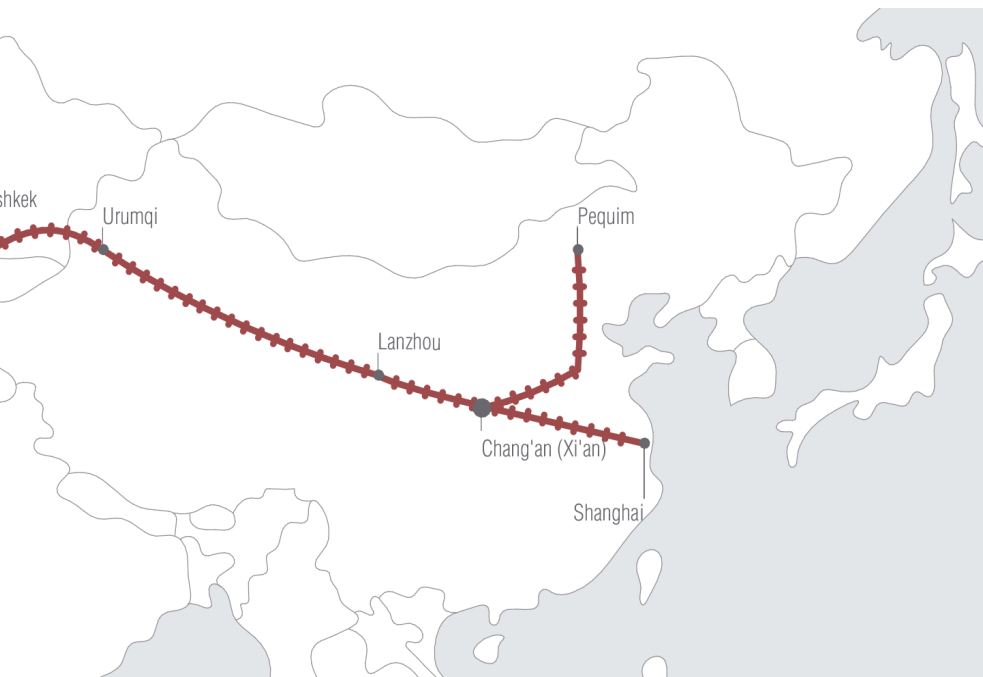 shkek
Urumqi
Pequim
Lanzhou
Chang'an (Xi'an)
Shanghai